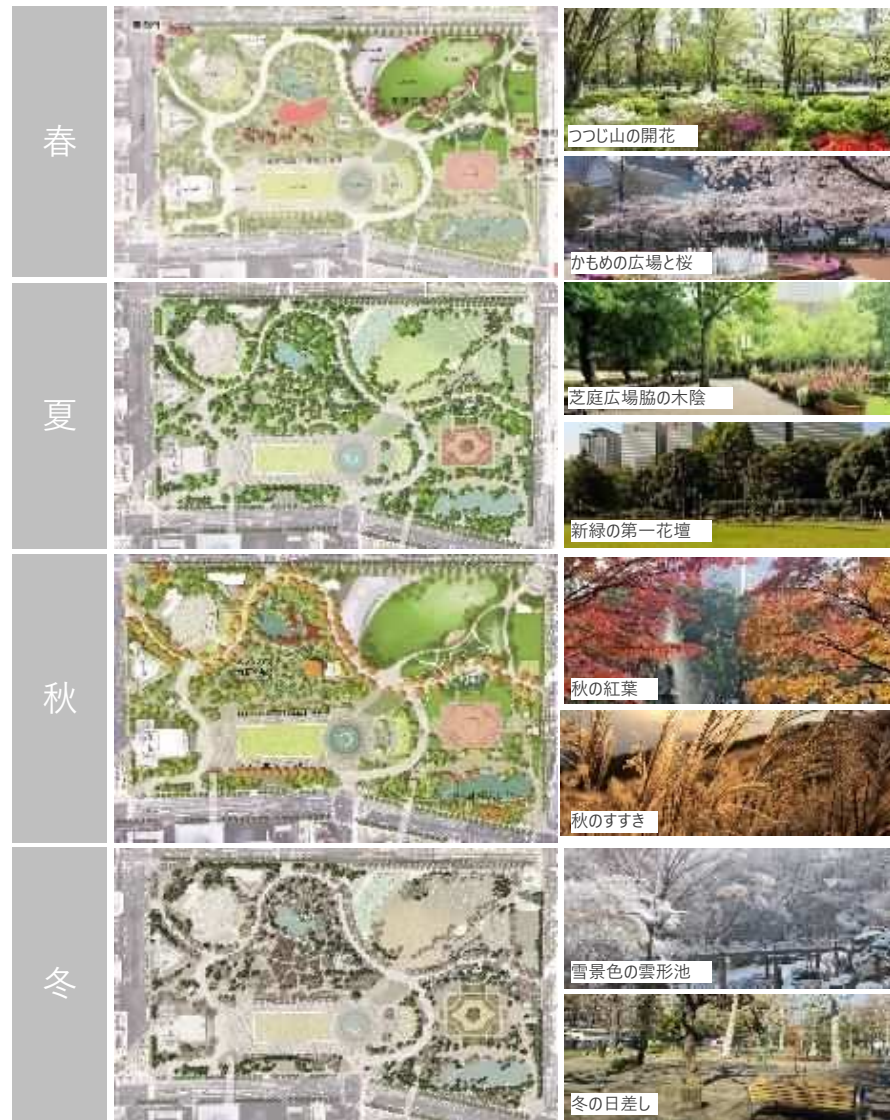 春
つつじ山の開花
かもめの広場と桜
夏
芝庭広場脇の木陰
新緑の第一花壇
秋
秋の紅葉
秋のすすき
冬
雪景色の雲形池
冬の日差し